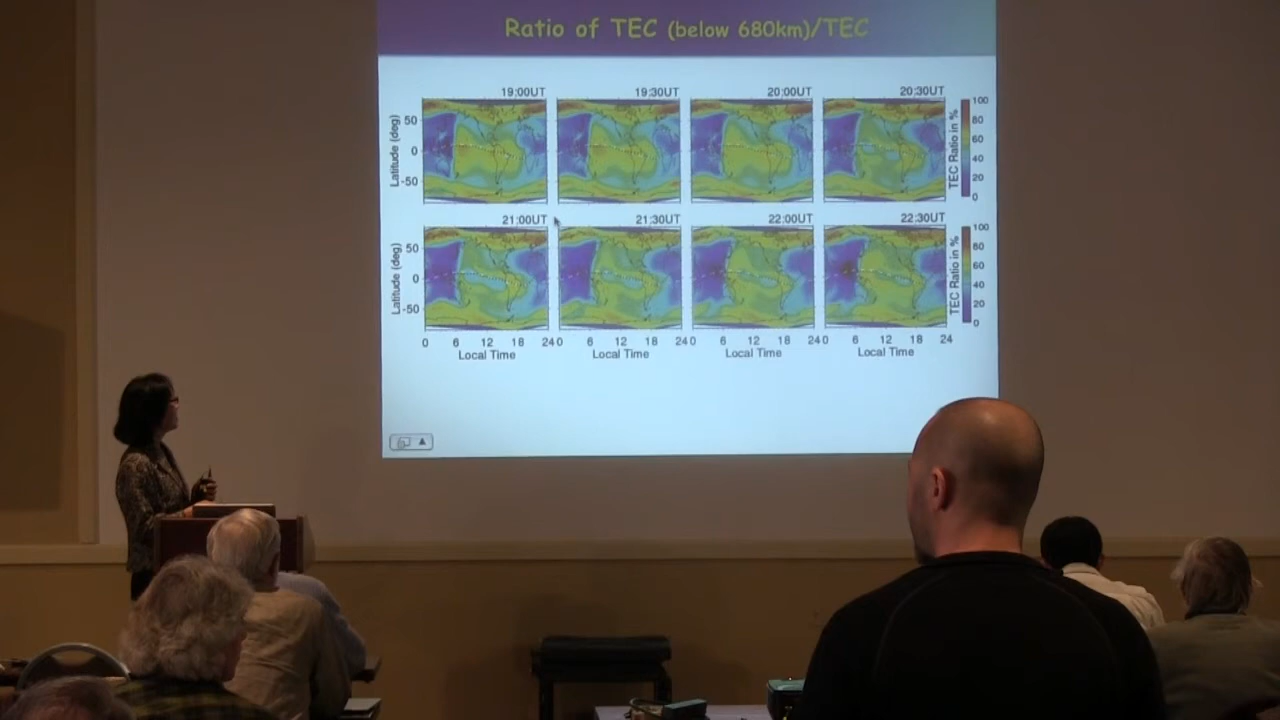 Ratio of TEC (below 680km)/TEC
19:00UT 19:30UT 20:00UT 20:30UT
Latitude (deg)
50
0
-50
100
80
60
40
20
0
TEC Ratio in %
21:00UT 21:30UT 22:00UT 22:30UT
Latitude (deg)
50
0
-50
100
80
60
40
20
0
TEC Ratio in %
0 6 12 18 24 0 6 12 18 24 0 6 12 18 24 0 6 12 18 24
Local Time Local Time Local Time Local Time